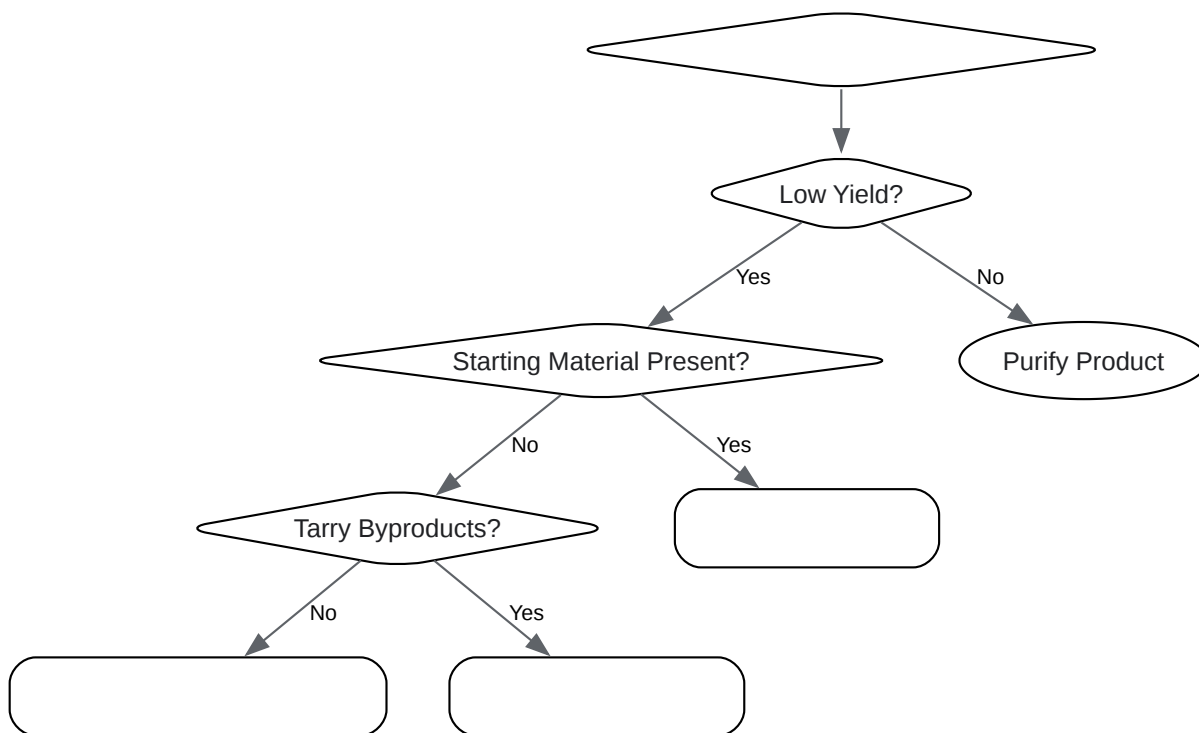 Low Yield?
Yes
No
Starting Material Present?
Purify Product
No
Yes
Tarry Byproducts?
No
Yes